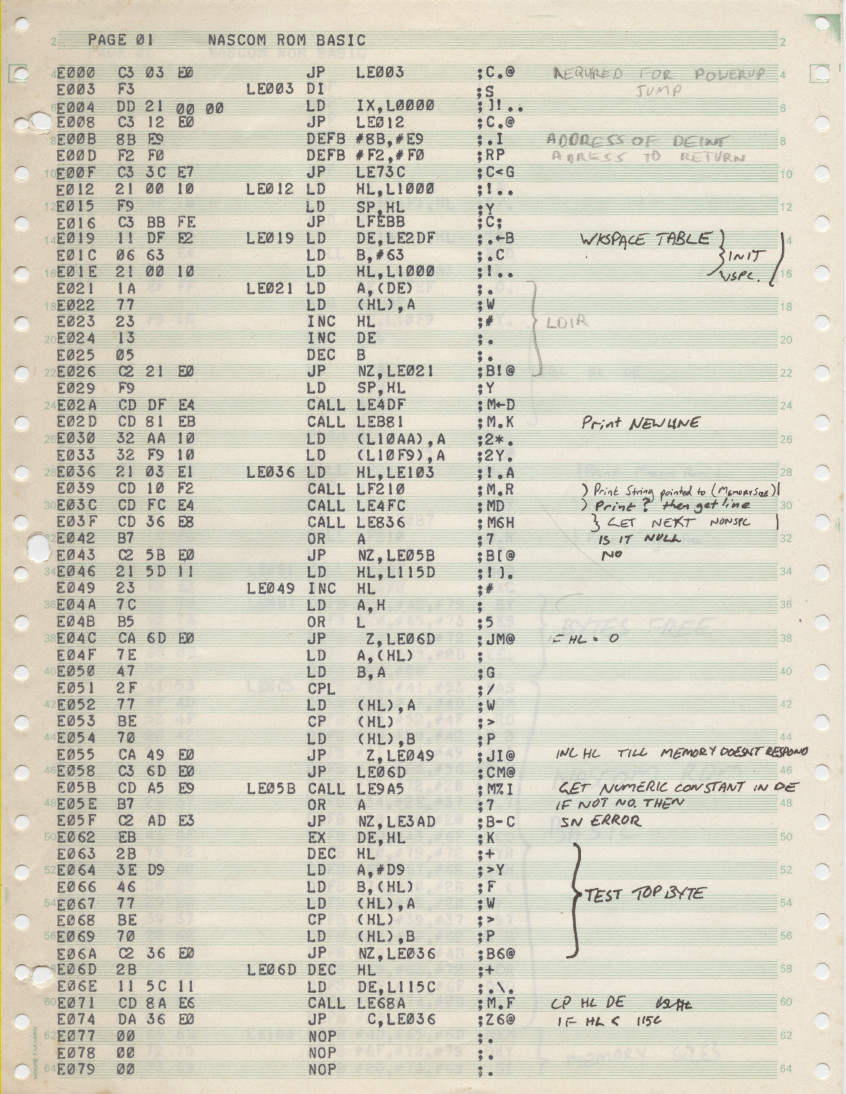 PAGE 01 NASCOM ROM BASIC
E000 C3 03 E0 JP LE003 ;C.@ REQUIRED FOR POWERUP
E003 F3 LE003 DI ;S JUMP
E004 DD 21 00 00 LD IX,L0000 ;]!..
E008 C3 12 E0 JP LE012 ;C.@
E00B 8B E9 DEFB #8B,#E9 ;.I ADDRESS OF DEINT
E00D F2 F0 DEFB #F2,#F0 ;RP ADRESS TO RETURN
E00F C3 3C E7 JP LE73C ;C<G
E012 21 00 10 LE012 LD HL,L1000 ;!..
E015 F9 LD SP,HL ;Y
E016 C3 BB FE JP LFEBB ;C;
E019 11 DF E2 LE019 LD DE,LE2DF ;.←B WKSPACE TABLE
E01C 06 63 LD B,#63 ;.C INIT
E01E 21 00 10 LD HL,L1000 ;!.. WSPC.
E021 1A LE021 LD A,(DE) ;.
E022 77 LD (HL),A ;W
E023 23 INC HL ;# LDIR
E024 13 INC DE ;.
E025 05 DEC B ;.
E026 C2 21 E0 JP NZ,LE021 ;B!@
E029 F9 LD SP,HL ;Y
E02A CD DF E4 CALL LE4DF ;M←D
E02D CD 81 EB CALL LEB81 ;M.K Print NEWLINE
E030 32 AA 10 LD (L10AA),A ;2*.
E033 32 F9 10 LD (L10F9),A ;2Y.
E036 21 03 E1 LE036 LD HL,LE103 ;!.A
E039 CD 10 F2 CALL LF210 ;M.R ) Print String pointed to (MemorySize)
E03C CD FC E4 CALL LE4FC ;MD ) Print ? then get line
E03F CD 36 E8 CALL LE836 ;M6H } GET NEXT NONSPC
E042 B7 OR A ;7 IS IT NULL
E043 C2 5B E0 JP NZ,LE05B ;B[@ NO
E046 21 5D 11 LD HL,L115D ;!].
E049 23 LE049 INC HL ;#
E04A 7C LD A,H ;
E04B B5 OR L ;5
E04C CA 6D E0 JP Z,LE06D ;JM@ IF HL = 0
E04F 7E LD A,(HL) ;
E050 47 LD B,A ;G
E051 2F CPL ;/
E052 77 LD (HL),A ;W
E053 BE CP (HL) ;>
E054 70 LD (HL),B ;P
E055 CA 49 E0 JP Z,LE049 ;JI@ INC HL TILL MEMORY DOESNT RESPOND
E058 C3 6D E0 JP LE06D ;CM@
E05B CD A5 E9 LE05B CALL LE9A5 ;M%I GET NUMERIC CONSTANT IN DE
E05E B7 OR A ;7 IF NOT NO. THEN
E05F C2 AD E3 JP NZ,LE3AD ;B-C SN ERROR
E062 EB EX DE,HL ;K
E063 2B DEC HL ;+
E064 3E D9 LD A,#D9 ;>Y
E066 46 LD B,(HL) ;F
E067 77 LD (HL),A ;W TEST TOP BYTE
E068 BE CP (HL) ;>
E069 70 LD (HL),B ;P
E06A C2 36 E0 JP NZ,LE036 ;B6@
E06D 2B LE06D DEC HL ;+
E06E 11 5C 11 LD DE,L115C ;.\.
E071 CD 8A E6 CALL LE68A ;M.F CP HL DE
E074 DA 36 E0 JP C,LE036 ;Z6@ IF HL < 115C
E077 00 NOP ;.
E078 00 NOP ;.
E079 00 NOP ;.